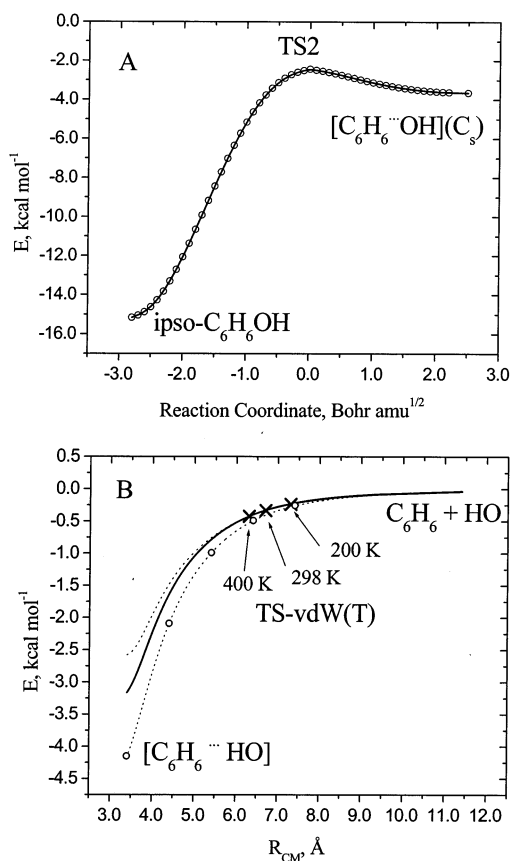 0.0
-2.0
-4.0
-6.0
-8.0
-10.0
-12.0
-14.0
-16.0
E, kcal mol⁻¹
A
TS2
[C₆H₆⋯OH](Cₛ)
ipso-C₆H₆OH
-3.0 -2.0 -1.0 0.0 1.0 2.0 3.0
Reaction Coordinate, Bohr amu^1/2
0.5
0.0
-0.5
-1.0
-1.5
-2.0
-2.5
-3.0
-3.5
-4.0
-4.5
E, kcal mol⁻¹
B
C₆H₆ + HO
400 K
298 K
200 K
TS-vdW(T)
[C₆H₆ ⋯ HO]
3.0 4.0 5.0 6.0 7.0 8.0 9.0 10.0 11.0 12.0
R_CM, Å